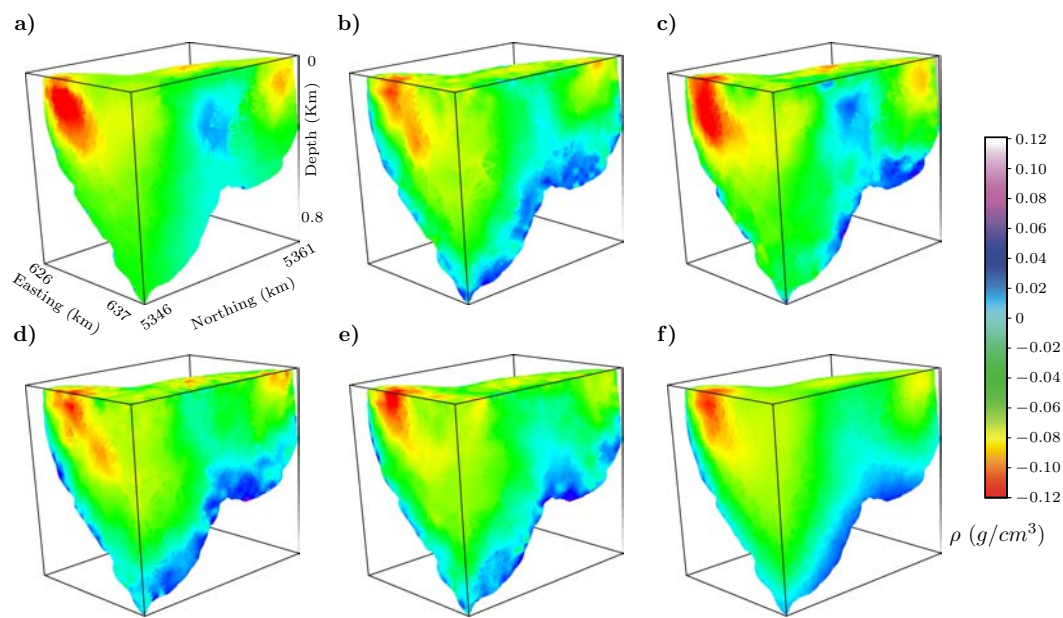 a)
b)
c)
0
Depth (Km)
0.8
5361
Northing (km)
5346
637
Easting (km)
626
0.12
0.10
0.08
0.06
0.04
0.02
0
−0.02
−0.04
−0.06
−0.08
−0.10
−0.12
ρ (g/cm³)
d)
e)
f)